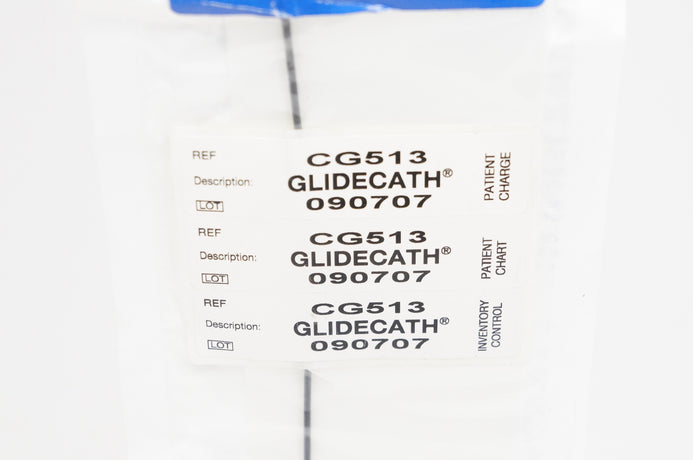 REF CG513
Description: GLIDECATH®
LOT 090707
PATIENT CHARGE
REF CG513
Description: GLIDECATH®
LOT 090707
PATIENT CHART
REF CG513
Description: GLIDECATH®
LOT 090707
INVENTORY CONTROL